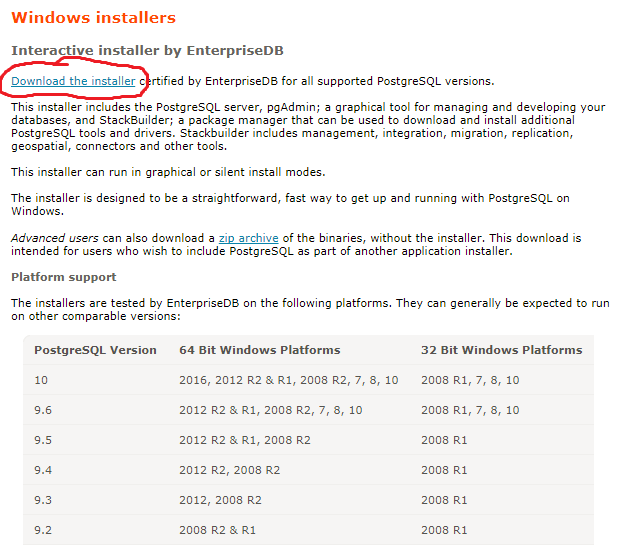 Windows installers
Interactive installer by EnterpriseDB
Download the installer certified by EnterpriseDB for all supported PostgreSQL versions.
This installer includes the PostgreSQL server, pgAdmin; a graphical tool for managing and developing your
databases, and StackBuilder; a package manager that can be used to download and install additional
PostgreSQL tools and drivers. Stackbuilder includes management, integration, migration, replication,
geospatial, connectors and other tools.
This installer can run in graphical or silent install modes.
The installer is designed to be a straightforward, fast way to get up and running with PostgreSQL on
Windows.
Advanced users can also download a zip archive of the binaries, without the installer. This download is
intended for users who wish to include PostgreSQL as part of another application installer.
Platform support
The installers are tested by EnterpriseDB on the following platforms. They can generally be expected to run
on other comparable versions:
PostgreSQL Version 64 Bit Windows Platforms 32 Bit Windows Platforms
10 2016, 2012 R2 & R1, 2008 R2, 7, 8, 10 2008 R1, 7, 8, 10
9.6 2012 R2 & R1, 2008 R2, 7, 8, 10 2008 R1, 7, 8, 10
9.5 2012 R2 & R1, 2008 R2 2008 R1
9.4 2012 R2, 2008 R2 2008 R1
9.3 2012, 2008 R2 2008 R1
9.2 2008 R2 & R1 2008 R1